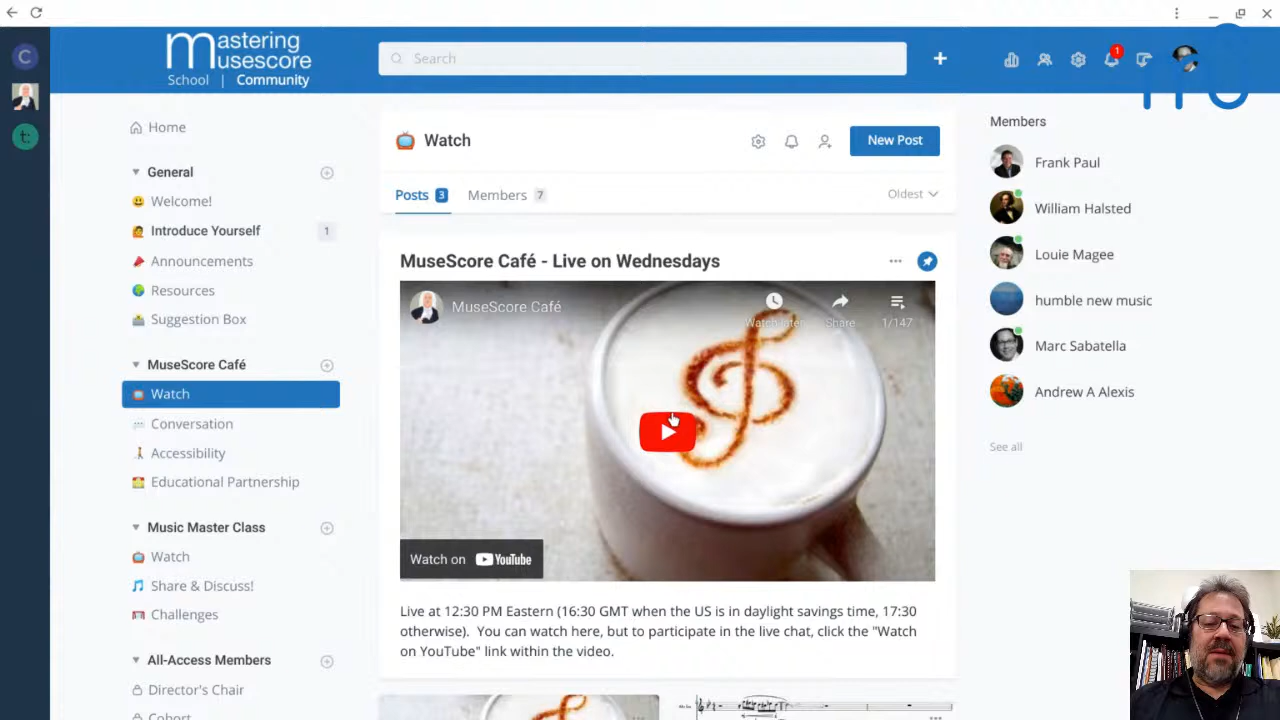 Mastering
Musescore
School | Community
Search
1
C
t:
Home
General
Welcome!
Introduce Yourself
1
Announcements
Resources
Suggestion Box
MuseScore Café
Watch
Conversation
Accessibility
Educational Partnership
Music Master Class
Watch
Share & Discuss!
Challenges
All-Access Members
Director's Chair
Cohort
Watch
New Post
Posts 3
Members 7
Oldest
MuseScore Café - Live on Wednesdays
MuseScore Café
Watch later
Share
1/147
Watch on YouTube
Live at 12:30 PM Eastern (16:30 GMT when the US is in daylight savings time, 17:30
otherwise). You can watch here, but to participate in the live chat, click the "Watch
on YouTube" link within the video.
Members
Frank Paul
William Halsted
Louie Magee
humble new music
Marc Sabatella
Andrew A Alexis
See all